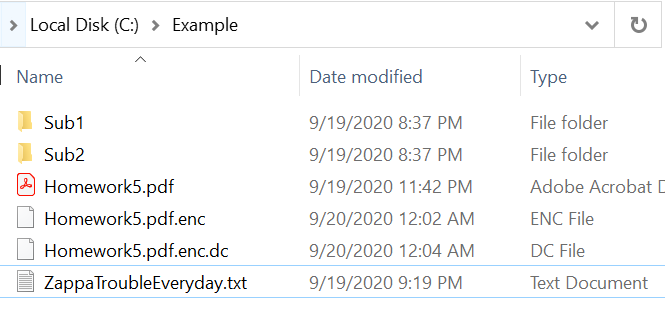 Local Disk (C:) Example
Name Date modified Type
Sub1 9/19/2020 8:37 PM File folder
Sub2 9/19/2020 8:37 PM File folder
Homework5.pdf 9/19/2020 11:42 PM Adobe Acrobat D
Homework5.pdf.enc 9/20/2020 12:02 AM ENC File
Homework5.pdf.enc.dc 9/20/2020 12:04 AM DC File
ZappaTroubleEveryday.txt 9/19/2020 9:19 PM Text Document